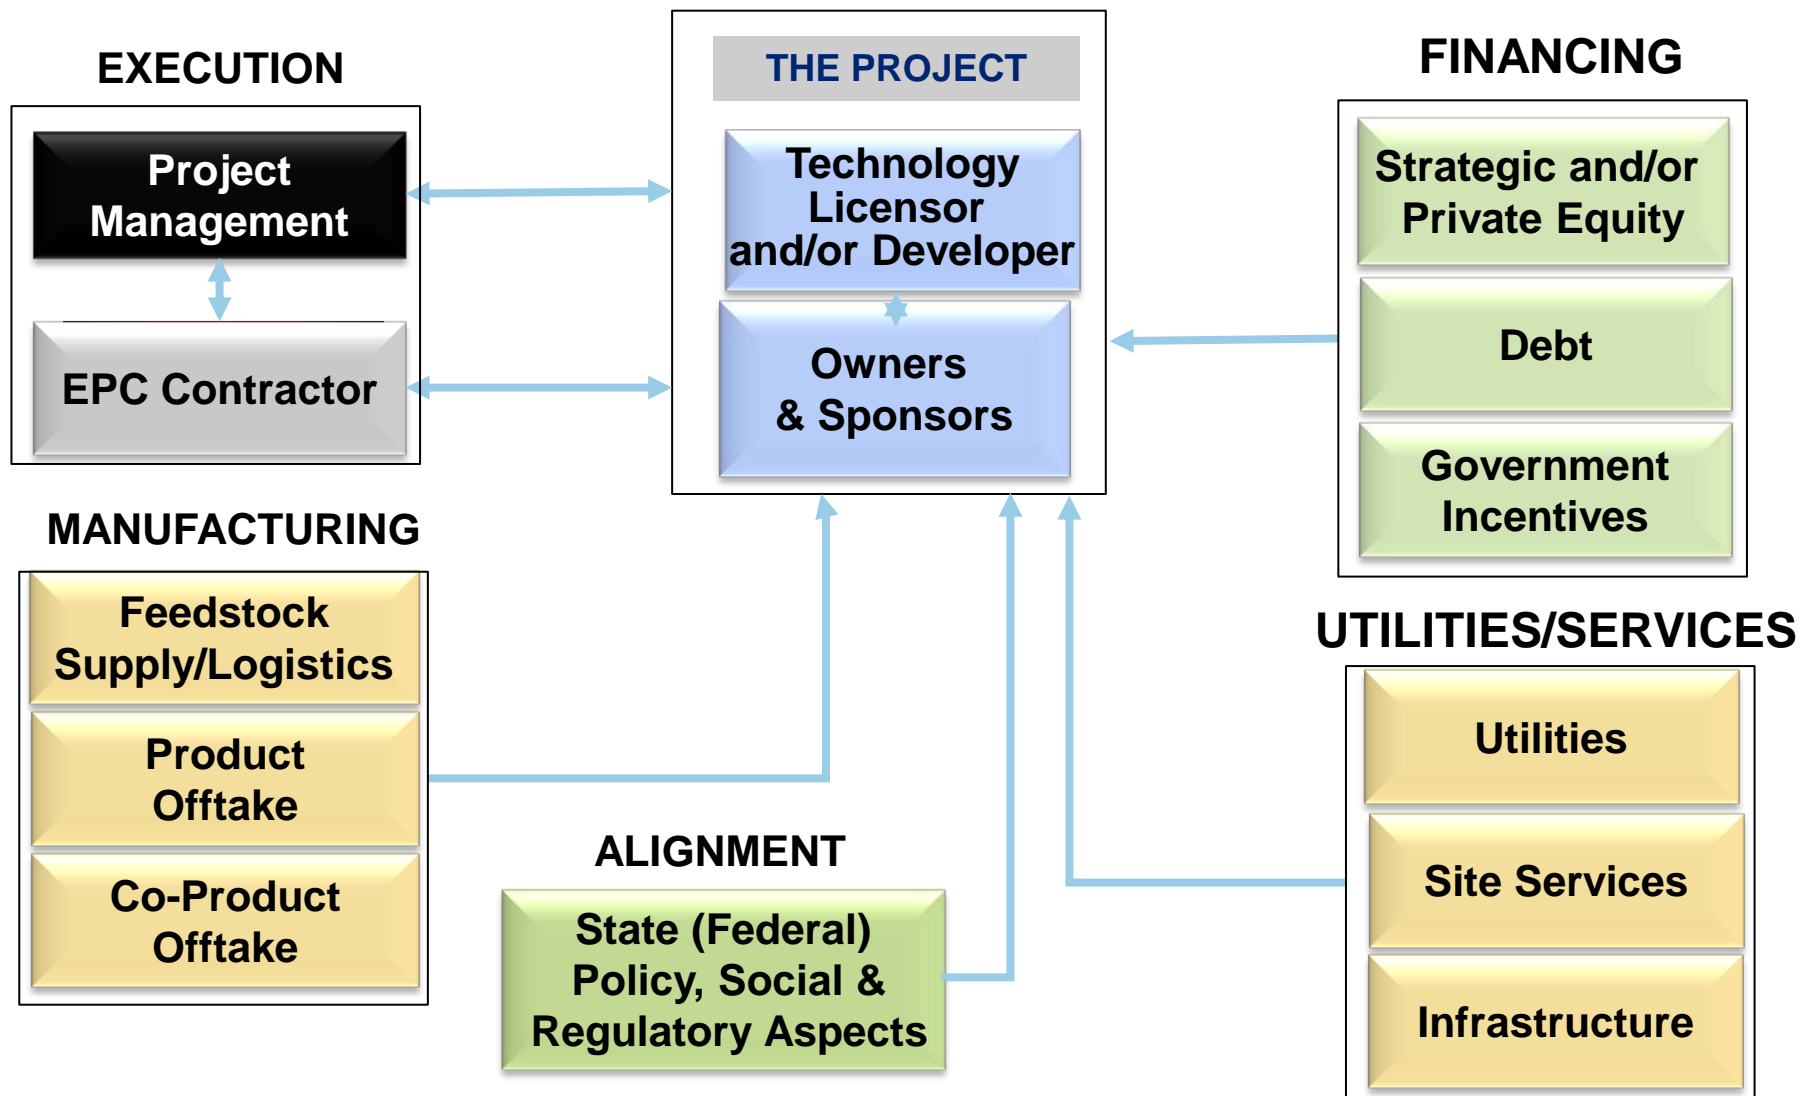 EXECUTION
Project
Management
EPC Contractor
THE PROJECT
Technology
Licensor
and/or Developer
Owners
& Sponsors
FINANCING
Strategic and/or
Private Equity
Debt
Government
Incentives
MANUFACTURING
Feedstock
Supply/Logistics
Product
Offtake
Co-Product
Offtake
ALIGNMENT
State (Federal)
Policy, Social &
Regulatory Aspects
UTILITIES/SERVICES
Utilities
Site Services
Infrastructure